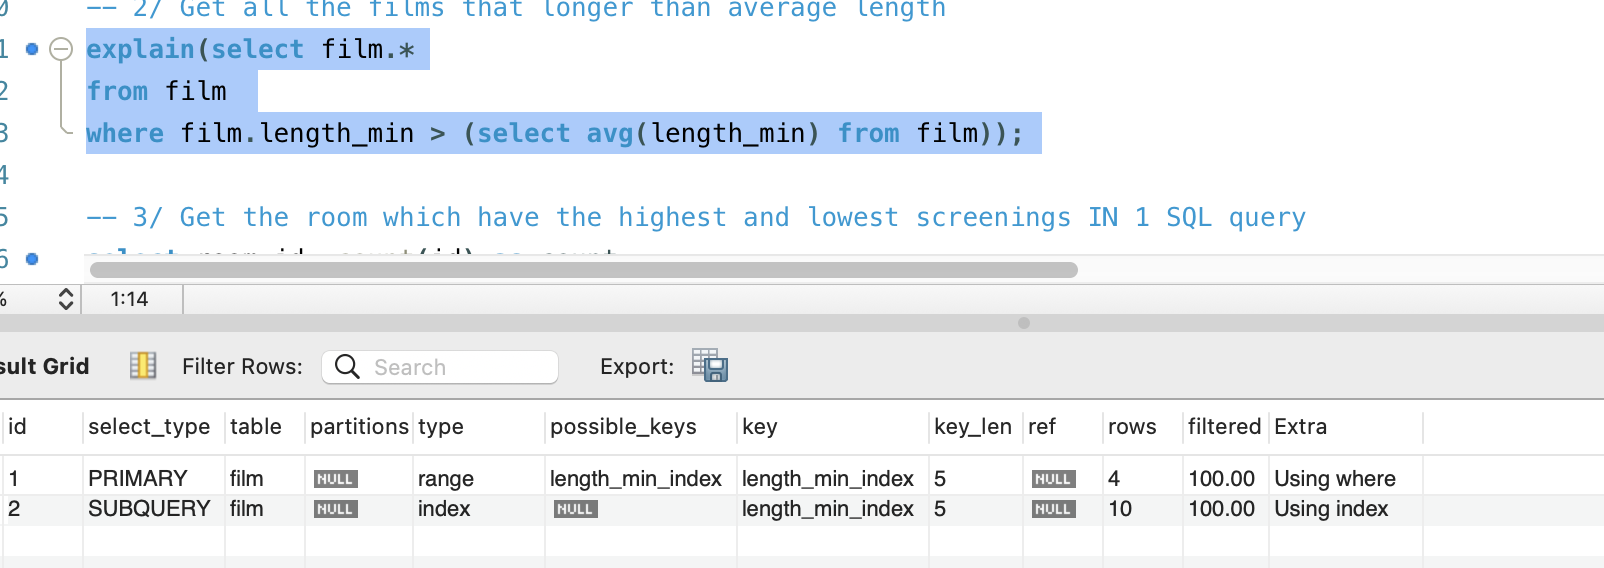 -- 2/ Get all the films that longer than average length
1 explain(select film.*
2 from film
3 where film.length_min > (select avg(length_min) from film));
4
5 -- 3/ Get the room which have the highest and lowest screenings IN 1 SQL query
6
% 1:14
sult Grid Filter Rows: Search Export:
id select_type table partitions type possible_keys key key_len ref rows filtered Extra
1 PRIMARY film NULL range length_min_index length_min_index 5 NULL 4 100.00 Using where
2 SUBQUERY film NULL index NULL length_min_index 5 NULL 10 100.00 Using index